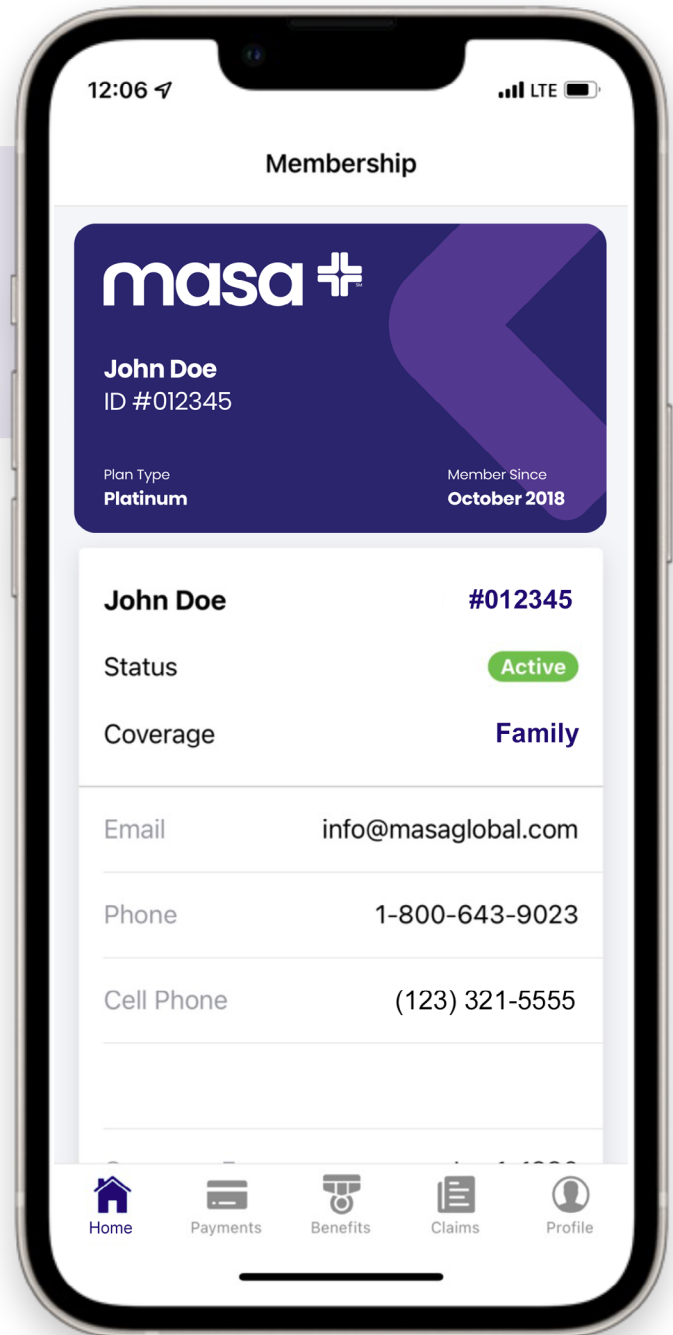 12:06
LTE
Membership
masa
SM
John Doe
ID #012345
Plan Type Member Since
Platinum October 2018
John Doe #012345
Status Active
Coverage Family
Email info@masaglobal.com
Phone 1-800-643-9023
Cell Phone (123) 321-5555
Home Payments Benefits Claims Profile